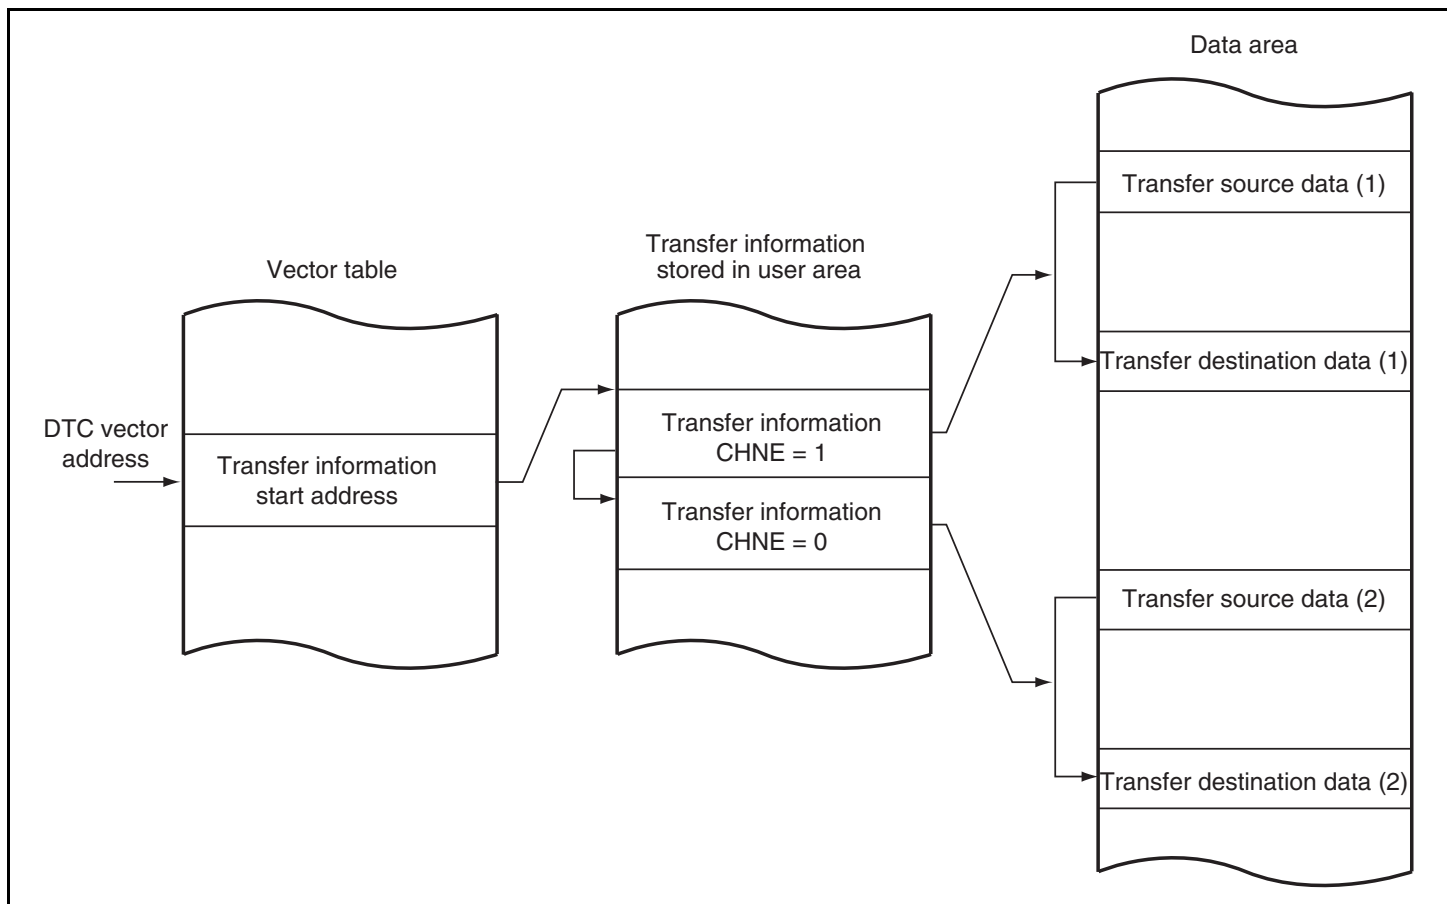 Data area
Transfer source data (1)
Transfer destination data (1)
Transfer source data (2)
Transfer destination data (2)
Transfer information
stored in user area
Transfer information
CHNE = 1
Transfer information
CHNE = 0
Vector table
Transfer information
start address
DTC vector
address